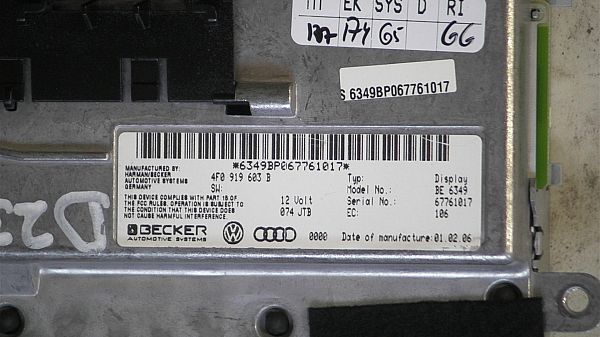 EK SYS D RI
174 65 66
S 6349BP067761017
*6349BP067761017*
MANUFACTURED BY:
HARMAN/BECKER
AUTOMOTIVE SYSTEMS
GERMANY
4F0 919 603 B
SW:
Typ: Display
Model No.: BE 6349
THIS DEVICE COMPLIES WITH PART 15 OF
THE FCC RULES. OPERATION IS SUBJECT TO
THE CONDITION THAT THIS DEVICE DOES
NOT CAUSE HARMFUL INTERFERENCE.
12 Volt
074 JTB
Serial No.: 67761017
EC: 106
BECKER
AUTOMOTIVE SYSTEMS
0000 Date of manufacture: 01.02.06
D23